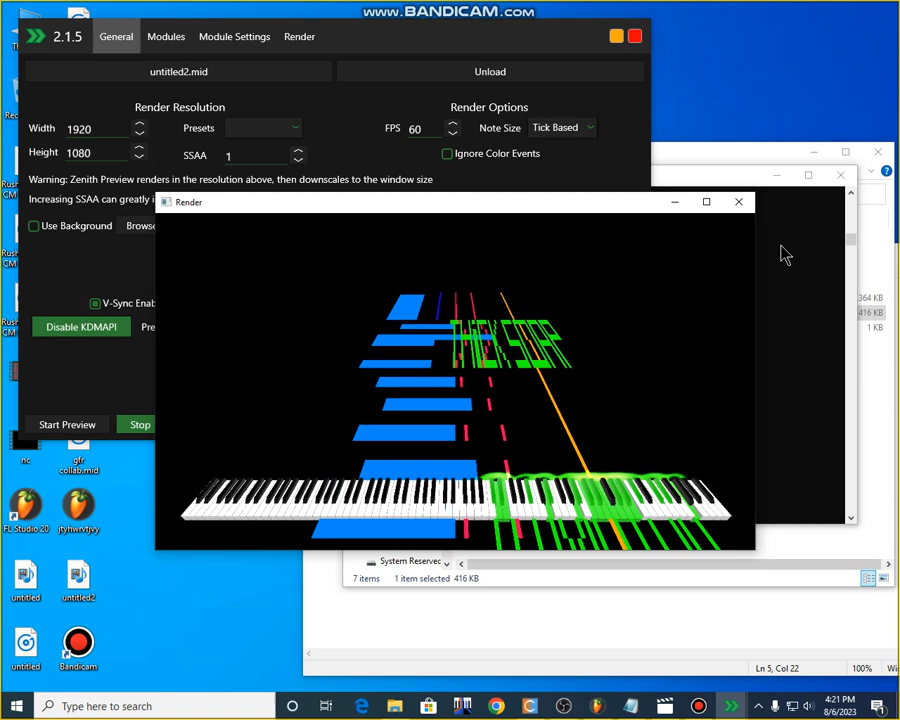 WWW.BANDICAM.COM
2.1.5 General Modules Module Settings Render
untitled2.mid Unload
Render Resolution Render Options
Width 1920 Presets FPS 60 Note Size Tick Based
Height 1080 SSAA 1 Ignore Color Events
Warning: Zenith Preview renders in the resolution above, then downscales to the window size
Increasing SSAA can greatly
Render
Use Background Browse
V-Sync Enab
Disable KDMAPI Pre
364 KB
416 KB
1 KB
Start Preview Stop
nc
gfr
collab.mid
FL Studio 20
jtyhwrvtjvy
System Reserved
7 items 1 item selected 416 KB
untitled
untitled2
untitled
Bandicam
Ln 5, Col 22 100% Wi
Type here to search
4:21 PM
8/6/2023